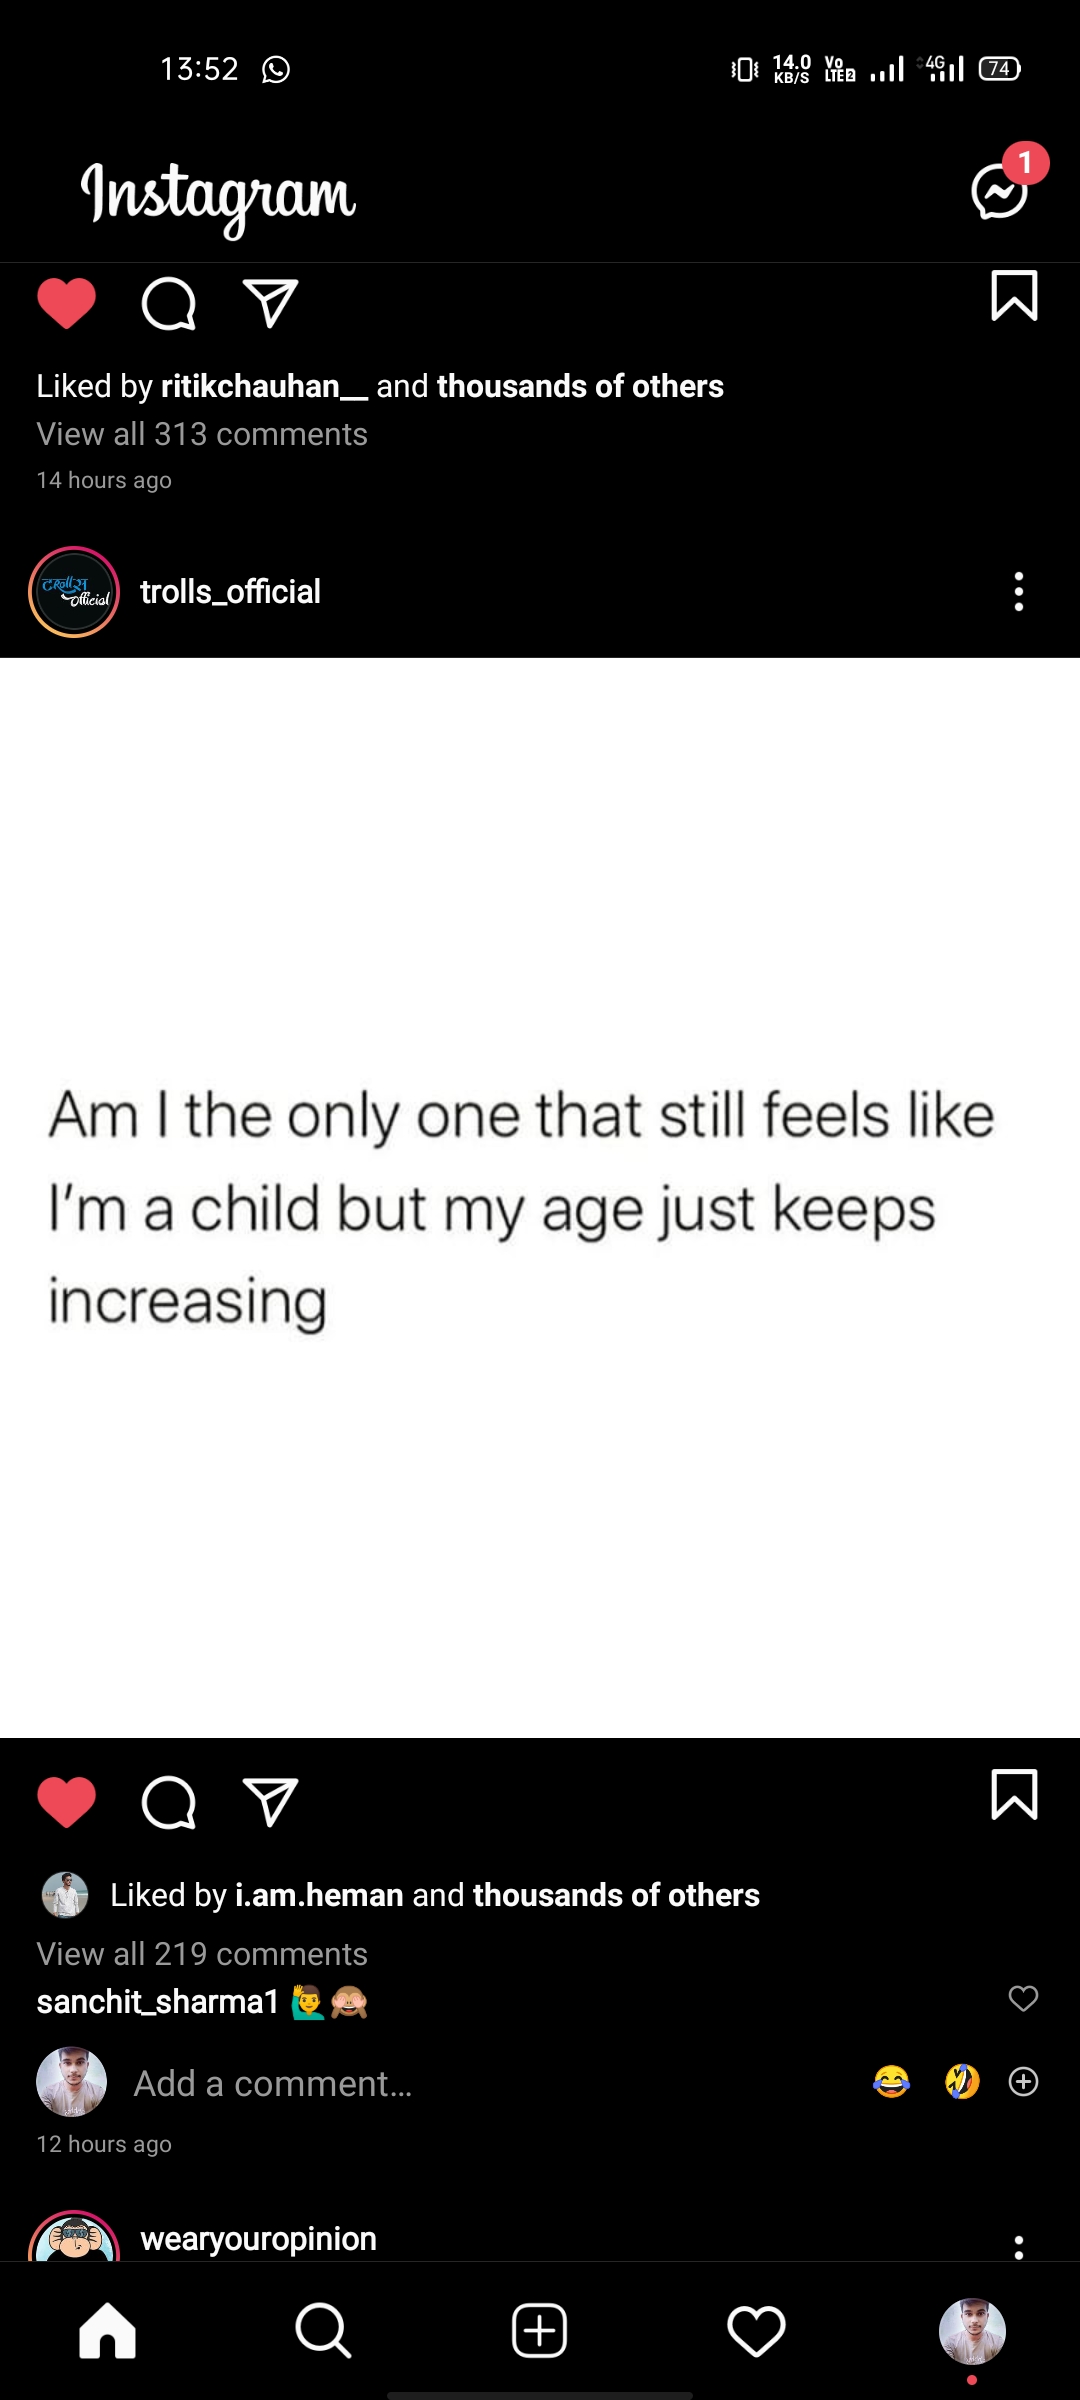 13:52 14.0 KB/S Vo LTE2 4G 74
Instagram 1
Liked by ritikchauhan__ and thousands of others
View all 313 comments
14 hours ago
trolls_official
Official
Am I the only one that still feels like
I'm a child but my age just keeps
increasing
Liked by i.am.heman and thousands of others
View all 219 comments
sanchit_sharma1 🙋‍♂️🙈
Add a comment... 😂 🤣
12 hours ago
wearyouropinion